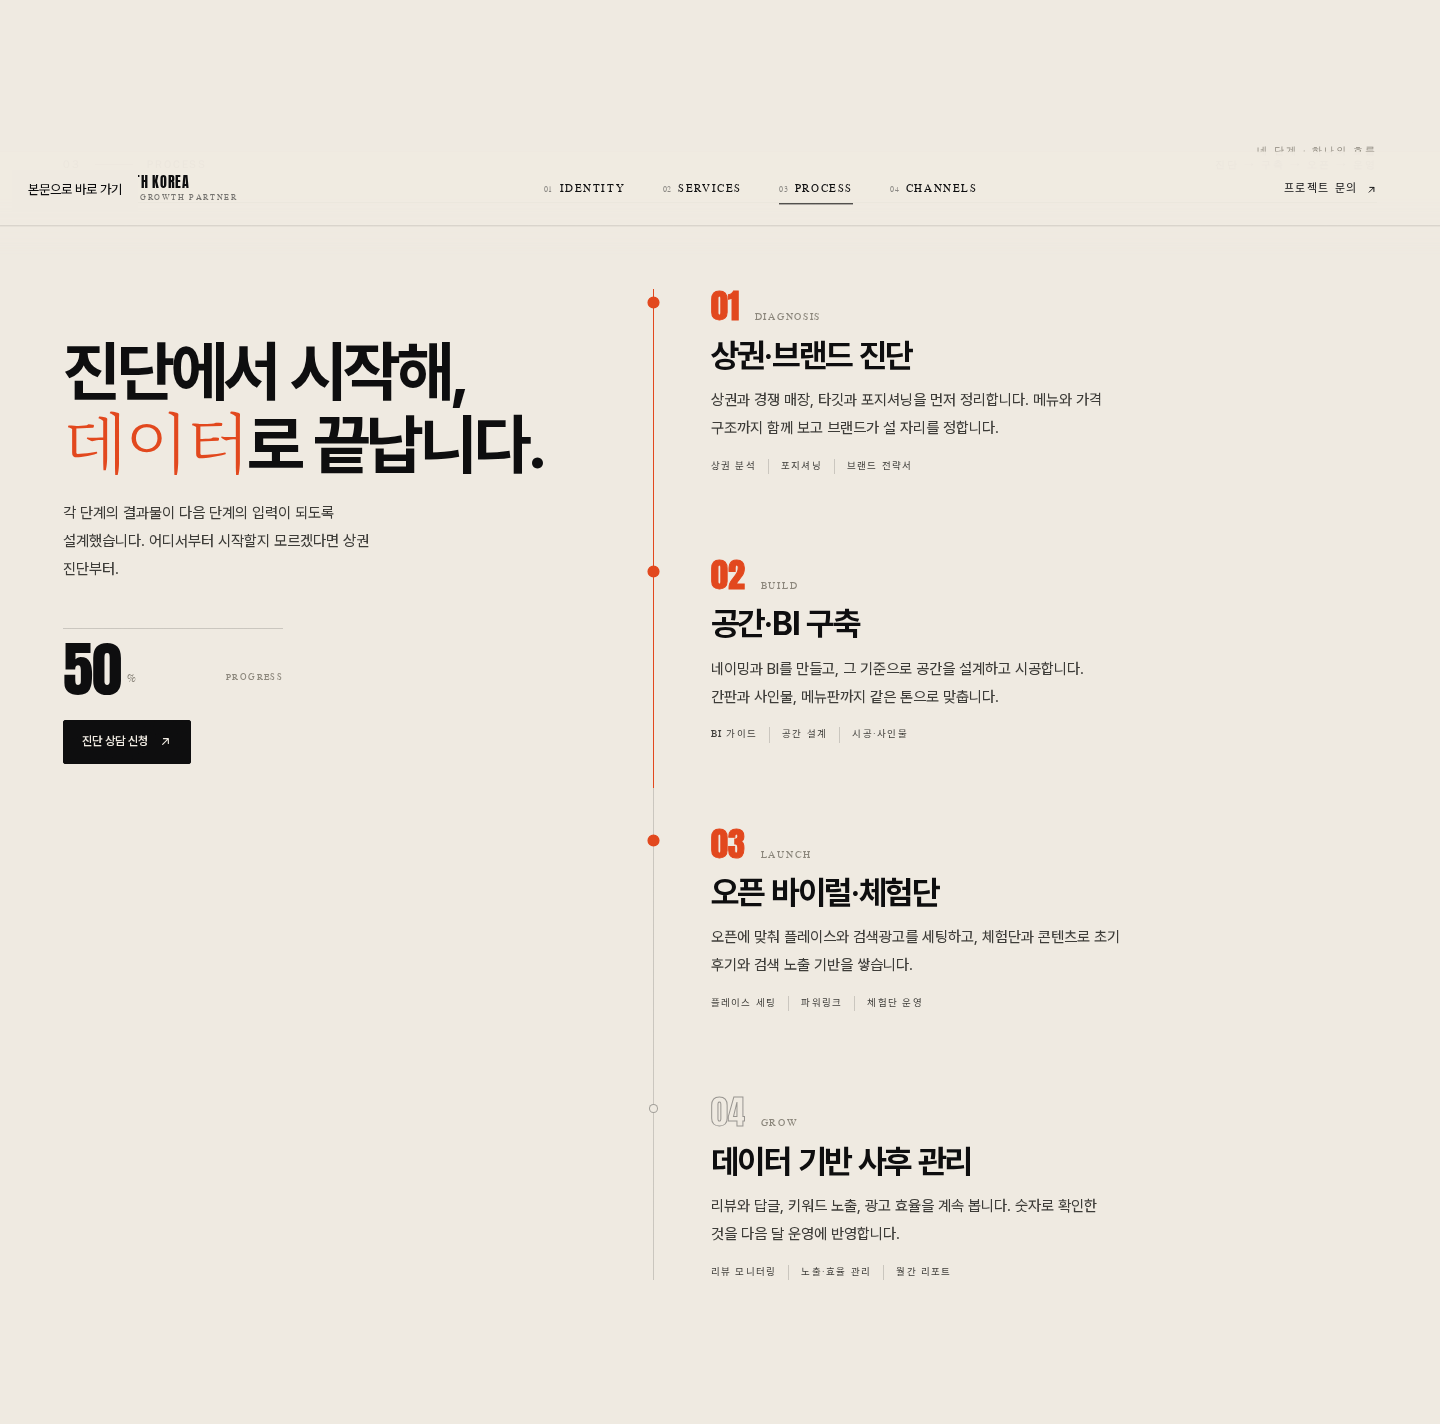 네 단계 · 하나의 흐름
본문으로 바로 가기
H KOREA
GROWTH PARTNER
01 IDENTITY
02 SERVICES
03 PROCESS
04 CHANNELS
프로젝트 문의 ↗
진단에서 시작해,
데이터로 끝납니다.
각 단계의 결과물이 다음 단계의 입력이 되도록
설계했습니다. 어디서부터 시작할지 모르겠다면 상권
진단부터.
50 %
PROGRESS
진단 상담 신청 ↗
01 DIAGNOSIS
상권·브랜드 진단
상권과 경쟁 매장, 타깃과 포지셔닝을 먼저 정리합니다. 메뉴와 가격
구조까지 함께 보고 브랜드가 설 자리를 정합니다.
상권 분석
포지셔닝
브랜드 전략서
02 BUILD
공간·BI 구축
네이밍과 BI를 만들고, 그 기준으로 공간을 설계하고 시공합니다.
간판과 사인물, 메뉴판까지 같은 톤으로 맞춥니다.
BI 가이드
공간 설계
시공·사인물
03 LAUNCH
오픈 바이럴·체험단
오픈에 맞춰 플레이스와 검색광고를 세팅하고, 체험단과 콘텐츠로 초기
후기와 검색 노출 기반을 쌓습니다.
플레이스 세팅
파워링크
체험단 운영
04 GROW
데이터 기반 사후 관리
리뷰와 답글, 키워드 노출, 광고 효율을 계속 봅니다. 숫자로 확인한
것을 다음 달 운영에 반영합니다.
리뷰 모니터링
노출·효율 관리
월간 리포트